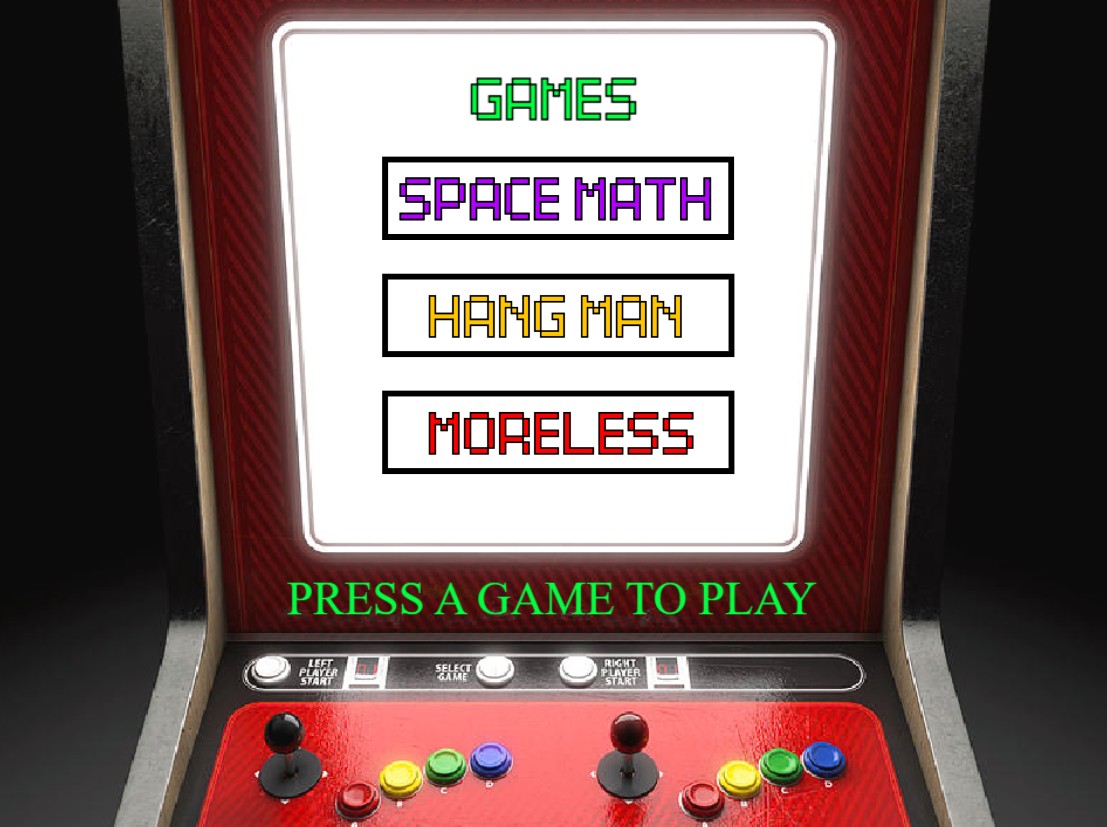 GAMES
SPACE MATH
HANG MAN
MORELESS
PRESS A GAME TO PLAY
LEFT
PLAYER
START
SELECT
GAME
RIGHT
PLAYER
START
A B C D
A B C D